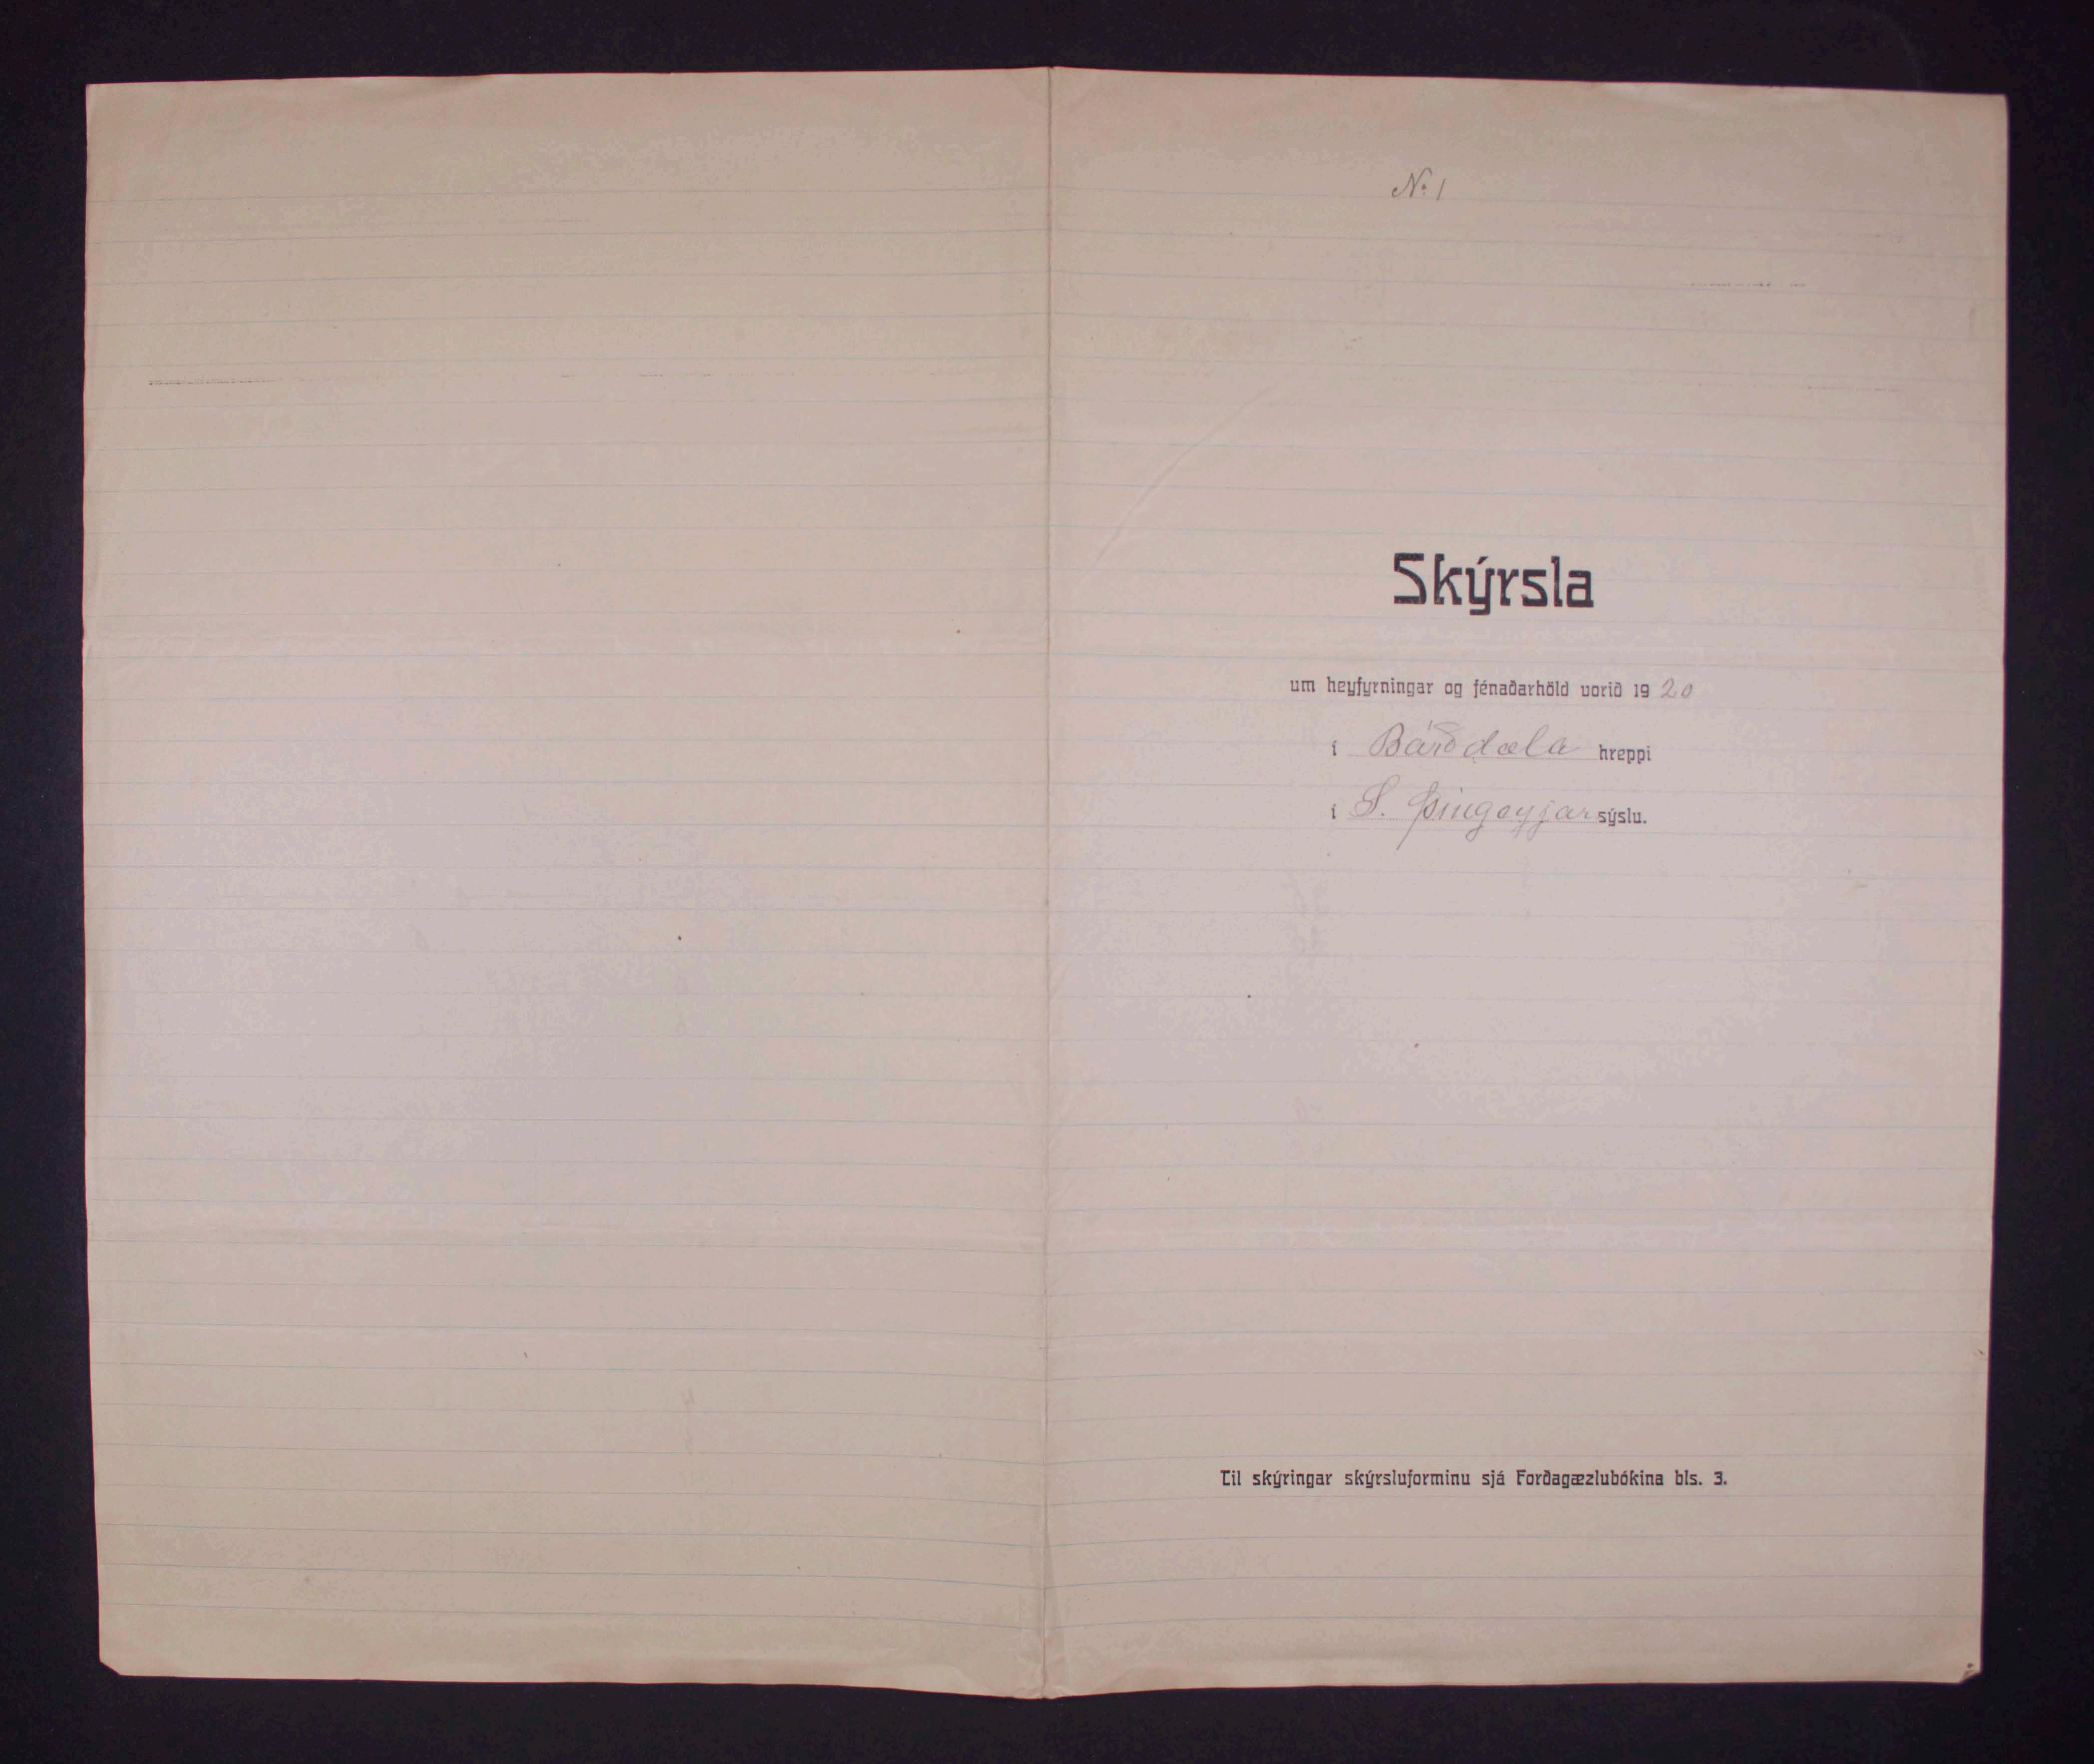 No 1
Skýrsla
um heyfyrningar og fénaðarhöld vorið 1920
í Bárðdæla hreppi
í S. Þingeyjar sýslu.
Til skýringar skýrsluforminu sjá Forðagæzlubókina bls. 3.